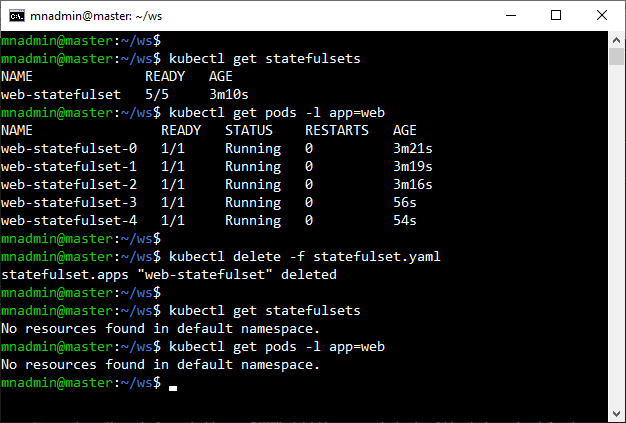 mnadmin@master: ~/ws
mnadmin@master:~/ws$
mnadmin@master:~/ws$ kubectl get statefulsets
NAME              READY   AGE
web-statefulset   5/5     3m10s
mnadmin@master:~/ws$ kubectl get pods -l app=web
NAME                READY   STATUS    RESTARTS   AGE
web-statefulset-0   1/1     Running   0          3m21s
web-statefulset-1   1/1     Running   0          3m19s
web-statefulset-2   1/1     Running   0          3m16s
web-statefulset-3   1/1     Running   0          56s
web-statefulset-4   1/1     Running   0          54s
mnadmin@master:~/ws$
mnadmin@master:~/ws$ kubectl delete -f statefulset.yaml
statefulset.apps "web-statefulset" deleted
mnadmin@master:~/ws$
mnadmin@master:~/ws$ kubectl get statefulsets
No resources found in default namespace.
mnadmin@master:~/ws$ kubectl get pods -l app=web
No resources found in default namespace.
mnadmin@master:~/ws$